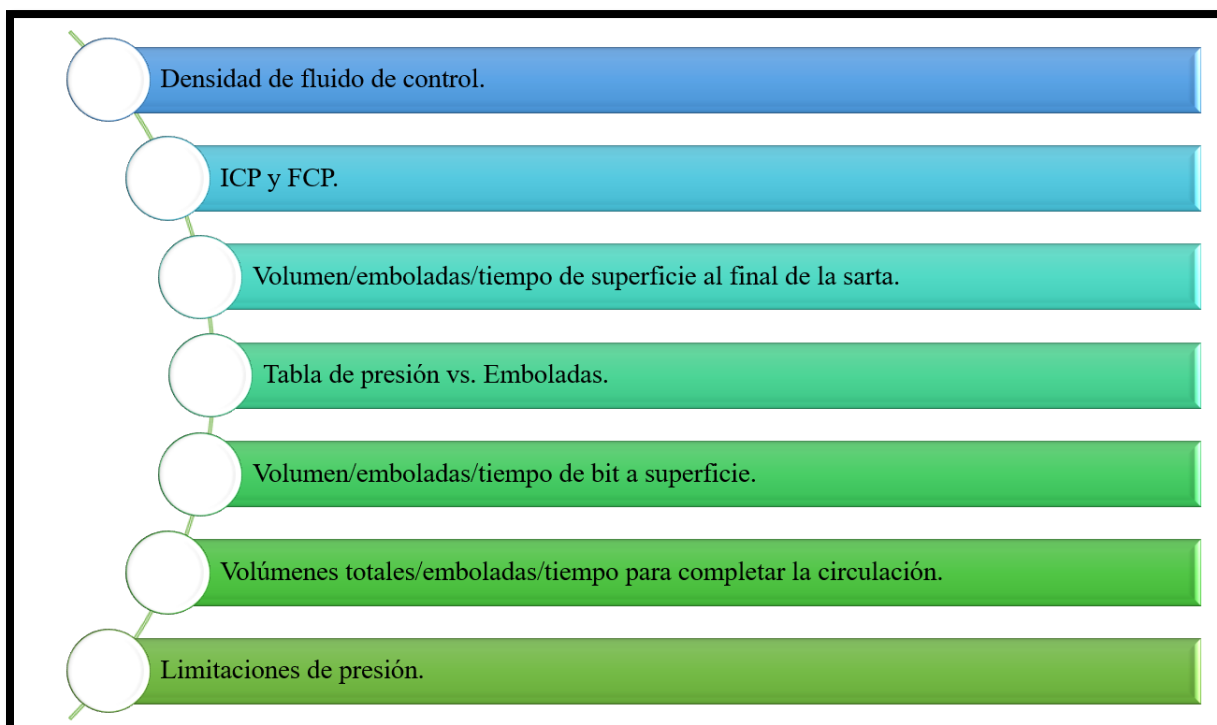 Densidad de fluido de control.
ICP y FCP.
Volumen/emboladas/tiempo de superficie al final de la sarta.
Tabla de presión vs. Emboladas.
Volumen/emboladas/tiempo de bit a superficie.
Volúmenes totales/emboladas/tiempo para completar la circulación.
Limitaciones de presión.